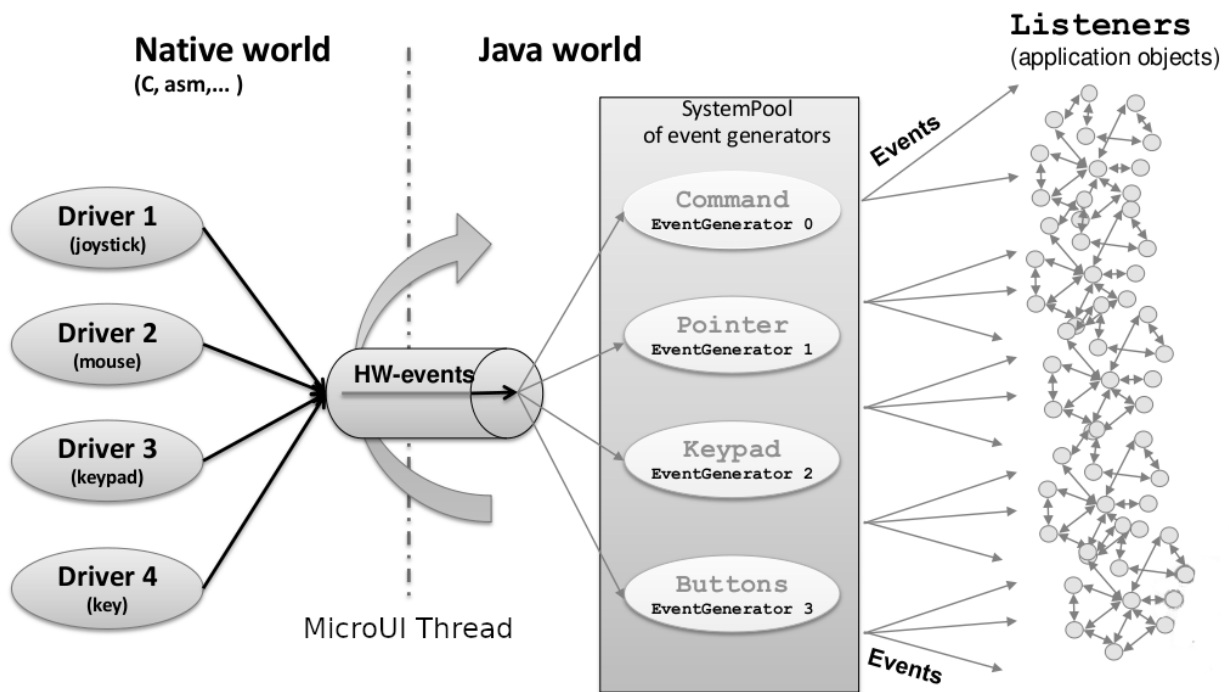 Native world
(C, asm,... )
Java world
Listeners
(application objects)
SystemPool
of event generators
Events
Driver 1
(joystick)
Driver 2
(mouse)
Driver 3
(keypad)
Driver 4
(key)
HW-events
MicroUI Thread
Command
EventGenerator 0
Pointer
EventGenerator 1
Keypad
EventGenerator 2
Buttons
EventGenerator 3
Events